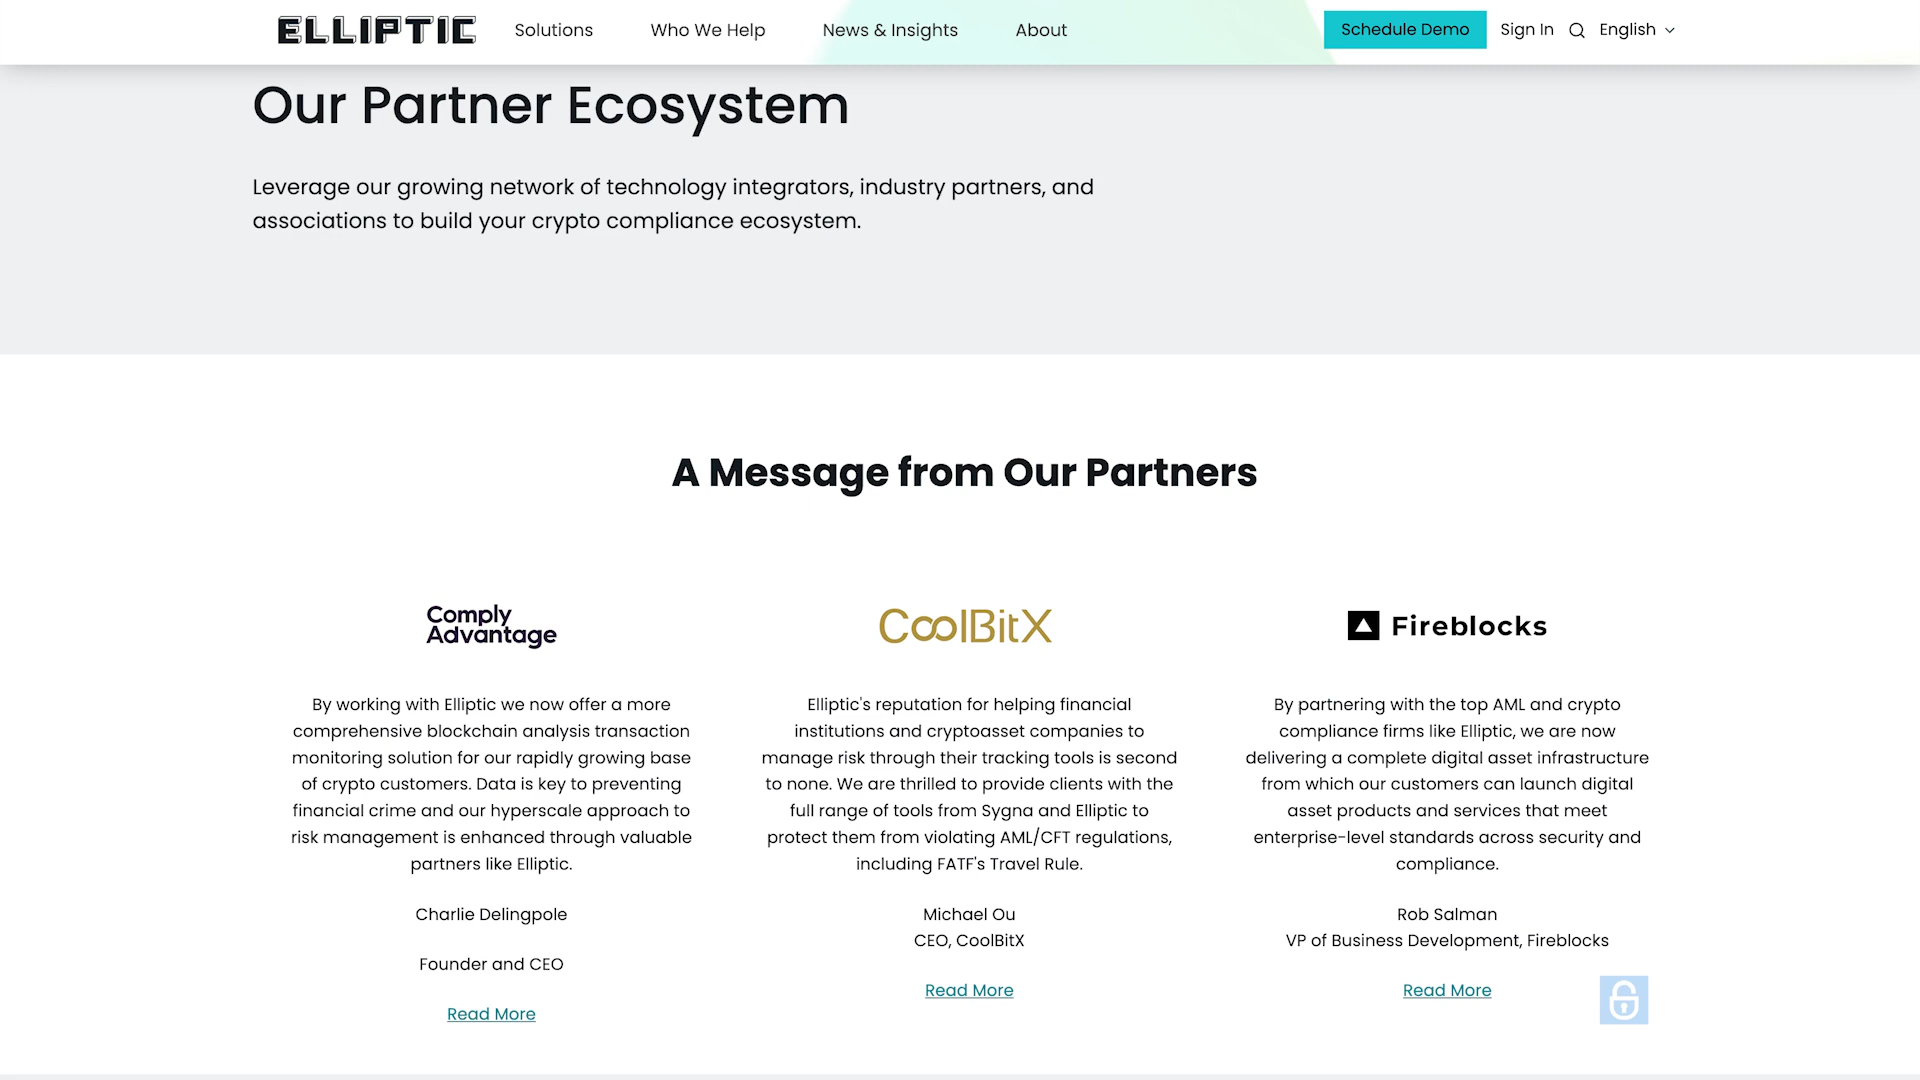 ELLIPTIC
Solutions
Who We Help
News & Insights
About
Schedule Demo
Sign In
English
Our Partner Ecosystem
Leverage our growing network of technology integrators, industry partners, and
associations to build your crypto compliance ecosystem.
A Message from Our Partners
Comply
Advantage
By working with Elliptic we now offer a more
comprehensive blockchain analysis transaction
monitoring solution for our rapidly growing base
of crypto customers. Data is key to preventing
financial crime and our hyperscale approach to
risk management is enhanced through valuable
partners like Elliptic.
Charlie Delingpole
Founder and CEO
Read More
CoolBitX
Elliptic's reputation for helping financial
institutions and cryptoasset companies to
manage risk through their tracking tools is second
to none. We are thrilled to provide clients with the
full range of tools from Sygna and Elliptic to
protect them from violating AML/CFT regulations,
including FATF's Travel Rule.
Michael Ou
CEO, CoolBitX
Read More
Fireblocks
By partnering with the top AML and crypto
compliance firms like Elliptic, we are now
delivering a complete digital asset infrastructure
from which our customers can launch digital
asset products and services that meet
enterprise-level standards across security and
compliance.
Rob Salman
VP of Business Development, Fireblocks
Read More